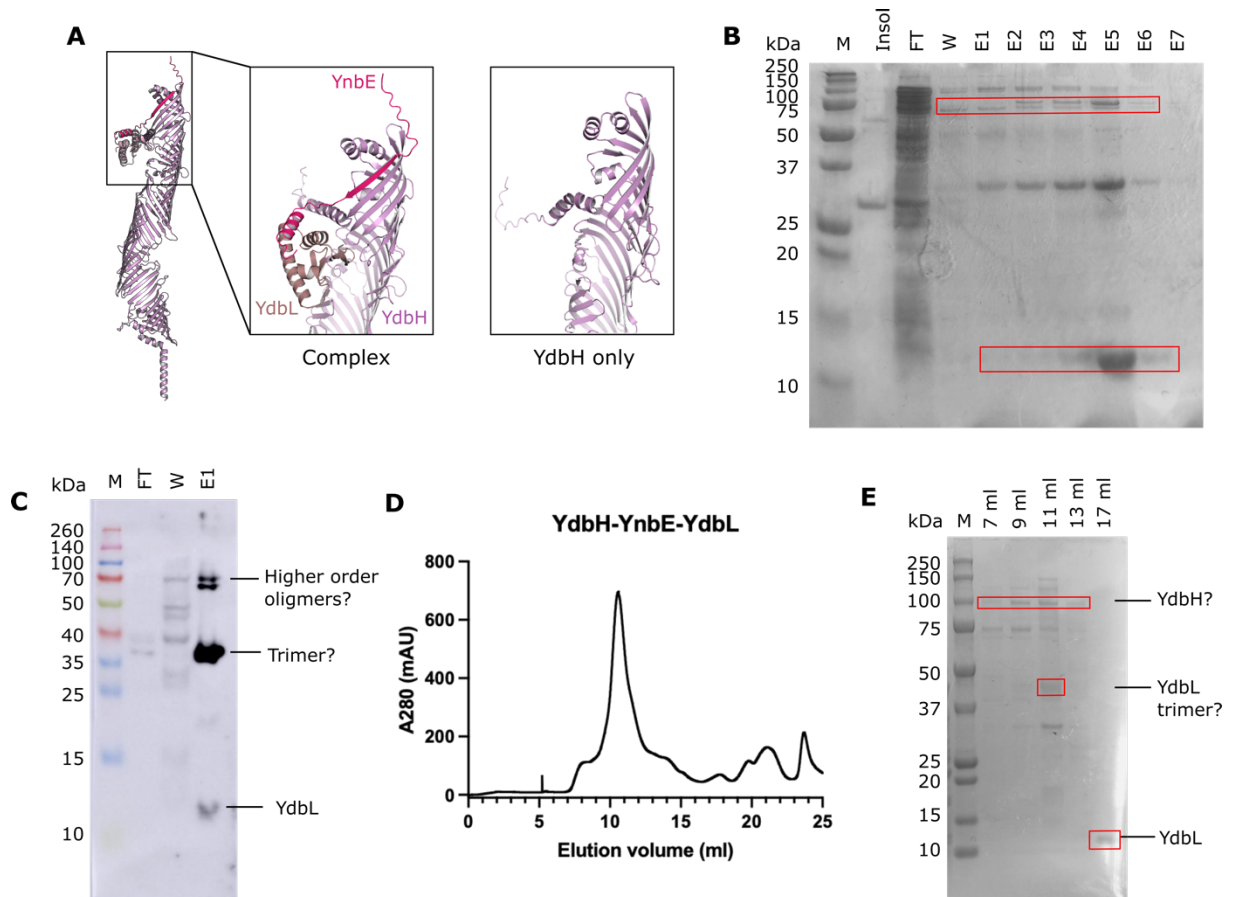 A
YnbE
YdbL
YdbH
Complex
YdbH only
B
kDa
M
Insol
FT
W
E1
E2
E3
E4
E5
E6
E7
250
150
100
75
50
37
25
20
15
10
C
kDa
M
FT
W
E1
260
140
100
70
50
40
35
25
15
10
Higher order
oligmers?
Trimer?
YdbL
D
YdbH-YnbE-YdbL
A280 (mAU)
800
600
400
200
0
0
5
10
15
20
25
Elution volume (ml)
E
kDa
M
7 ml
9 ml
11 ml
13 ml
17 ml
250
150
100
75
50
37
25
20
15
10
YdbH?
YdbL
trimer?
YdbL